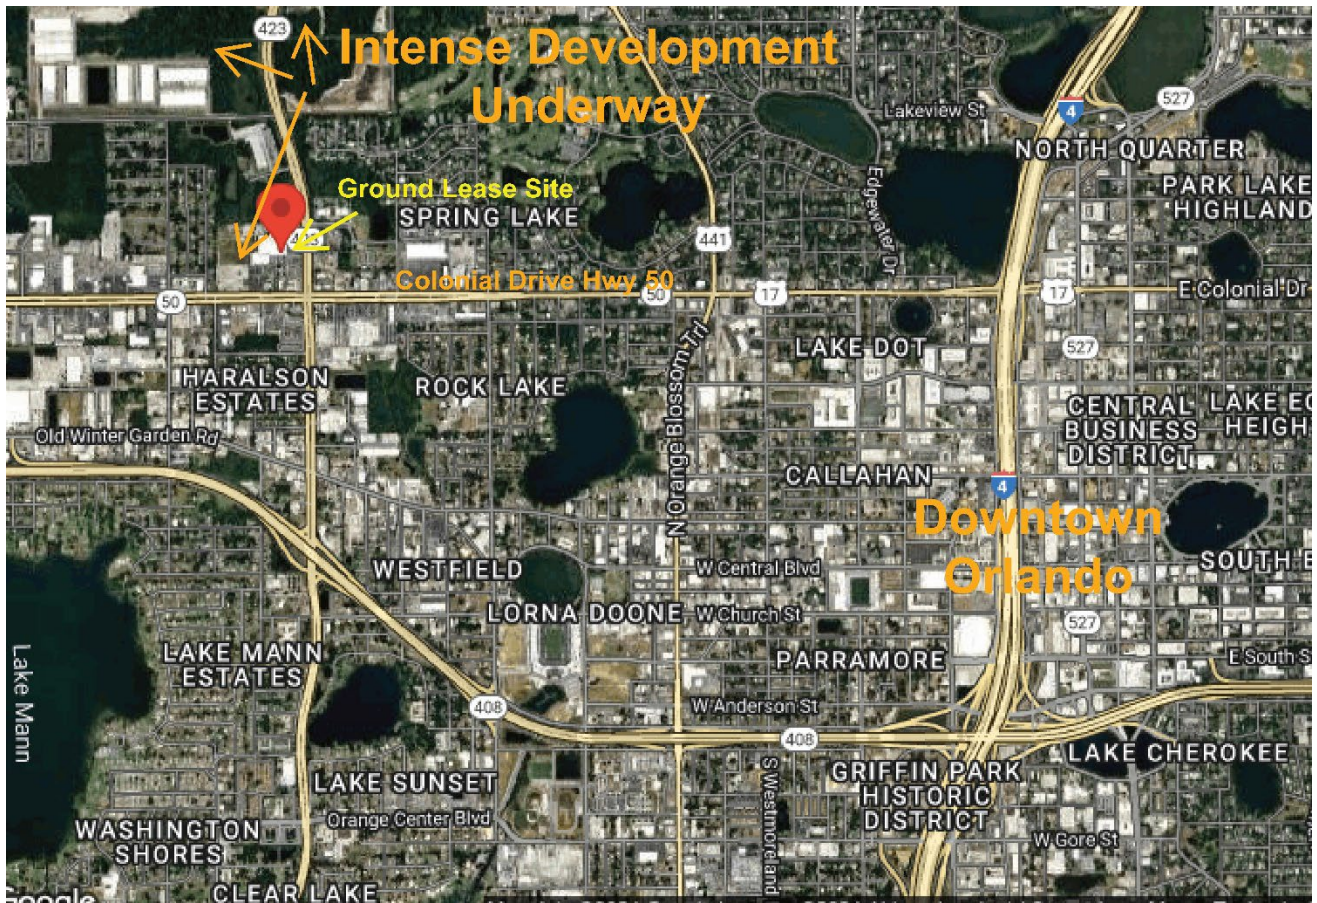 423
Intense Development
Underway
527
Lakeview St
4
NORTH QUARTER
PARK LAKE
HIGHLAND
Edgewater Dr
Ground Lease Site
SPRING LAKE
441
Colonial Drive Hwy 50
50
50
17
17
E Colonial Dr
LAKE DOT
527
HARALSON
ESTATES
ROCK LAKE
N Orange Blossom Trl
CENTRAL
BUSINESS
DISTRICT
LAKE EO
HEIGH
Old Winter Garden Rd
CALLAHAN
4
Downtown
Orlando
WESTFIELD
W Central Blvd
SOUTH E
LORNA DOONE
W Church St
527
Lake Mann
LAKE MANN
ESTATES
PARRAMORE
E South S
408
W Anderson St
408
LAKE CHEROKEE
LAKE SUNSET
GRIFFIN PARK
HISTORIC
DISTRICT
S Westmoreland
Orange Center Blvd
WASHINGTON
SHORES
W Gore St
CLEAR LAKE
Google